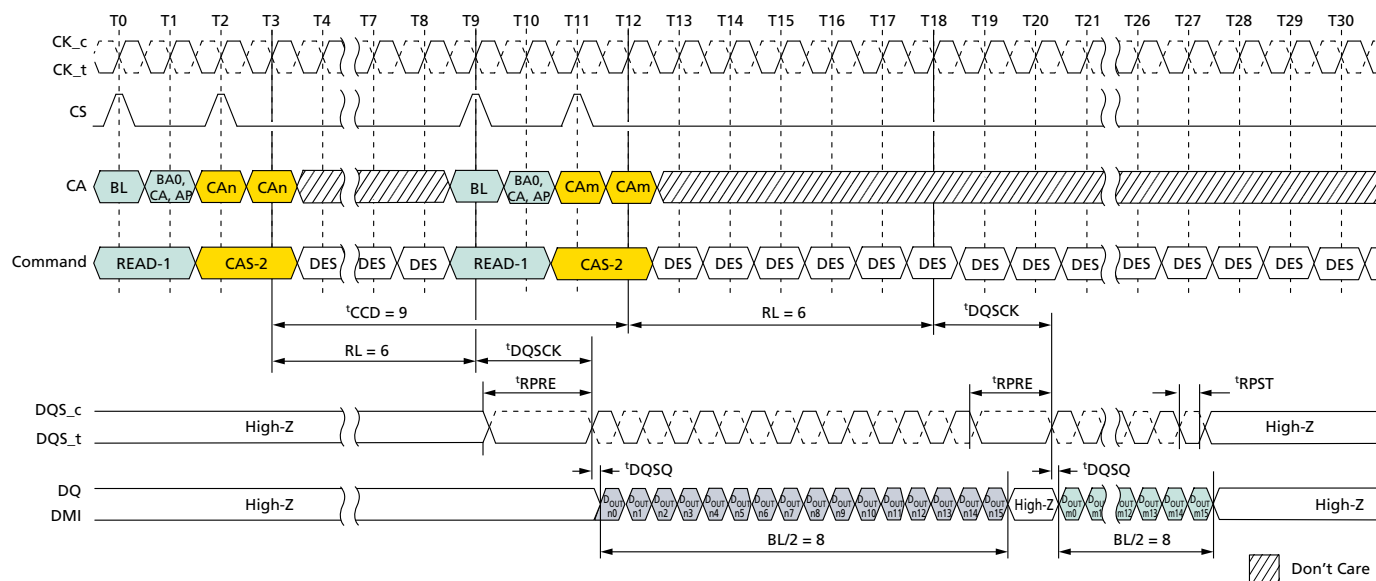 T0 T1 T2 T3 T4 T7 T8 T9 T10 T11 T12 T13 T14 T15 T16 T17 T18 T19 T20 T21 T26 T27 T28 T29 T30
CK_c
CK_t
CS
CA BL BA0, CA, AP CAn CAn BL BA0, CA, AP CAm CAm
Command READ-1 CAS-2 DES DES DES READ-1 CAS-2 DES DES DES DES DES DES DES DES DES DES DES DES DES DES
tCCD = 9 RL = 6 tDQSCK
RL = 6 tDQSCK
tRPRE tRPRE tRPST
DQS_c
DQS_t
High-Z High-Z
tDQSQ tDQSQ
DQ
DMI
High-Z DOUT n0 DOUT n1 DOUT n2 DOUT n3 DOUT n4 DOUT n5 DOUT n6 DOUT n7 DOUT n8 DOUT n9 DOUT n10 DOUT n11 DOUT n12 DOUT n13 DOUT n14 DOUT n15 High-Z DOUT m0 DOUT m1 DOUT m12 DOUT m13 DOUT m14 DOUT m15 High-Z
BL/2 = 8 BL/2 = 8
Don't Care